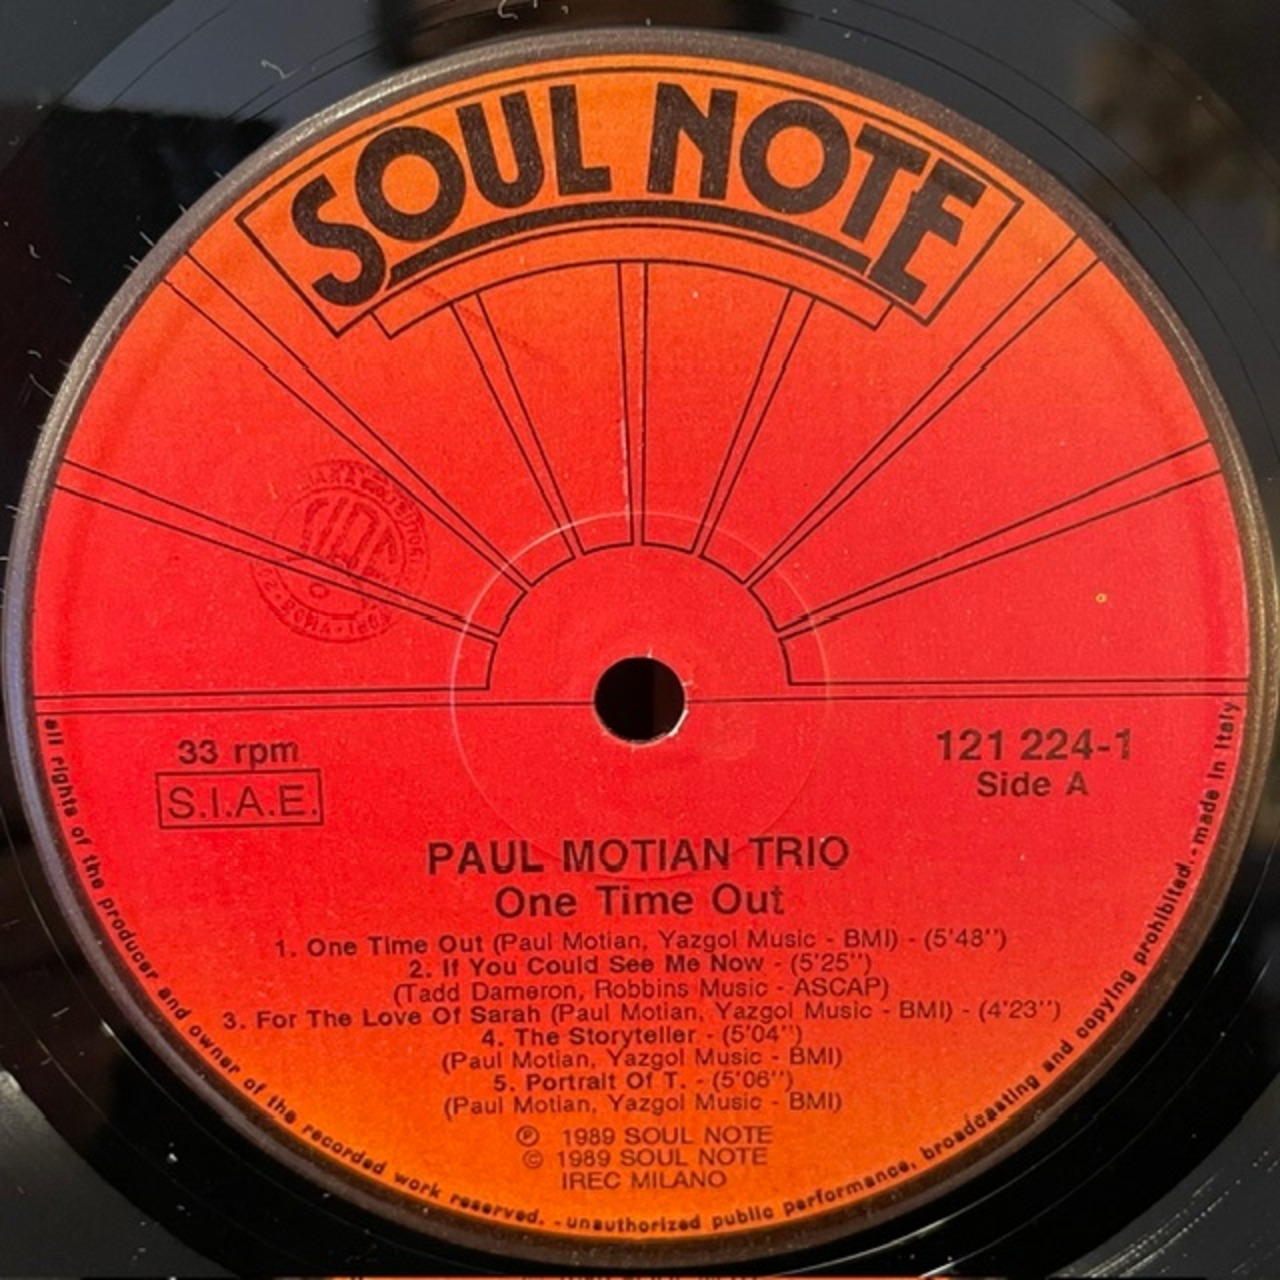 SOUL NOTE
33 rpm
S.I.A.E.
121 224-1
Side A
PAUL MOTIAN TRIO
One Time Out
1. One Time Out (Paul Motian, Yazgol Music - BMI) - (5'48'')
2. If You Could See Me Now - (5'25'')
(Tadd Dameron, Robbins Music - ASCAP)
3. For The Love Of Sarah (Paul Motian, Yazgol Music - BMI) - (4'23'')
4. The Storyteller - (5'04'')
(Paul Motian, Yazgol Music - BMI)
5. Portrait Of T. - (5'06'')
(Paul Motian, Yazgol Music - BMI)
℗ 1989 SOUL NOTE
© 1989 SOUL NOTE
IREC MILANO
all rights of the producer and owner of the recorded work reserved. - unauthorized public performance, broadcasting and copying prohibited. - made in Italy